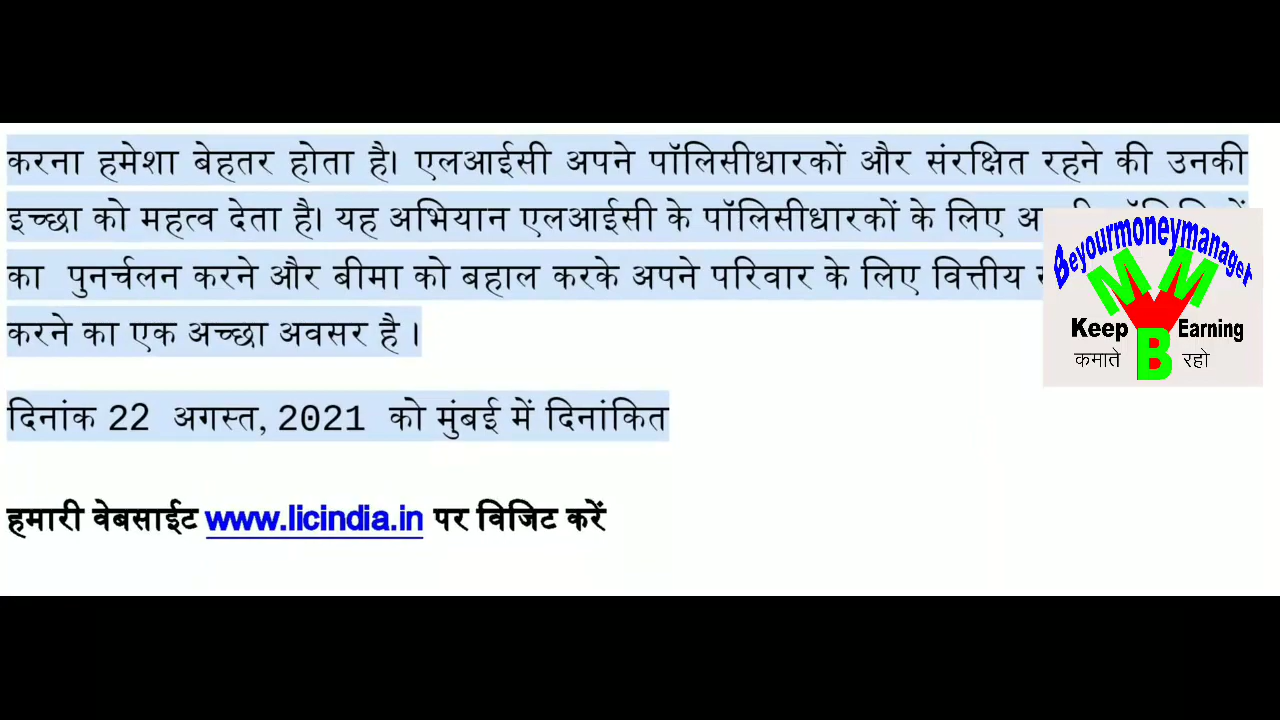 करना हमेशा बेहतर होता है। एलआईसी अपने पॉलिसीधारकों और संरक्षित रहने की उनकी
इच्छा को महत्व देता है। यह अभियान एलआईसी के पॉलिसीधारकों के लिए
का पुनर्चलन करने और बीमा को बहाल करके अपने परिवार के लिए वित्तीय
करने का एक अच्छा अवसर है ।
दिनांक 22 अगस्त, 2021 को मुंबई में दिनांकित
हमारी वेबसाईट www.licindia.in पर विजिट करें
Beyourmoneymanager
M M
Keep Earning
कमाते B रहो